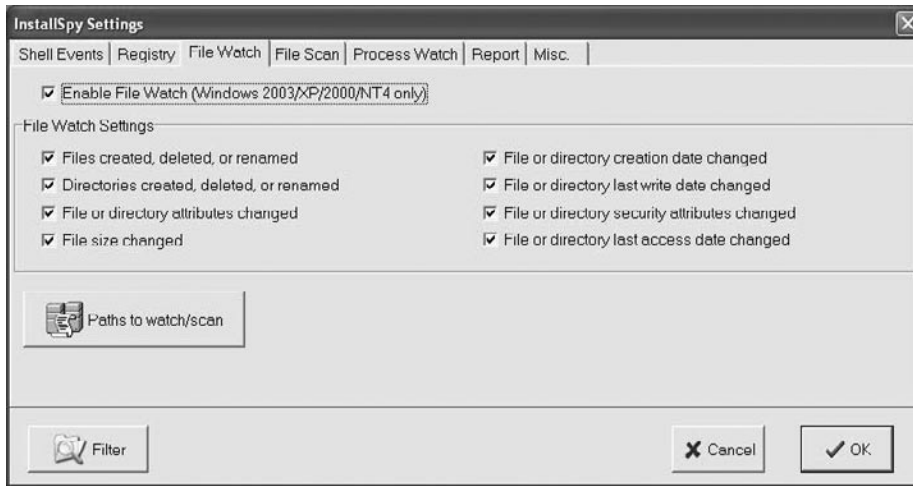 InstallSpy Settings
Shell Events Registry File Watch File Scan Process Watch Report Misc.
Enable File Watch (Windows 2003/XP/2000/NT4 only)
File Watch Settings
Files created, deleted, or renamed
Directories created, deleted, or renamed
File or directory attributes changed
File size changed
File or directory creation date changed
File or directory last write date changed
File or directory security attributes changed
File or directory last access date changed
Paths to watch/scan
Filter
Cancel
OK